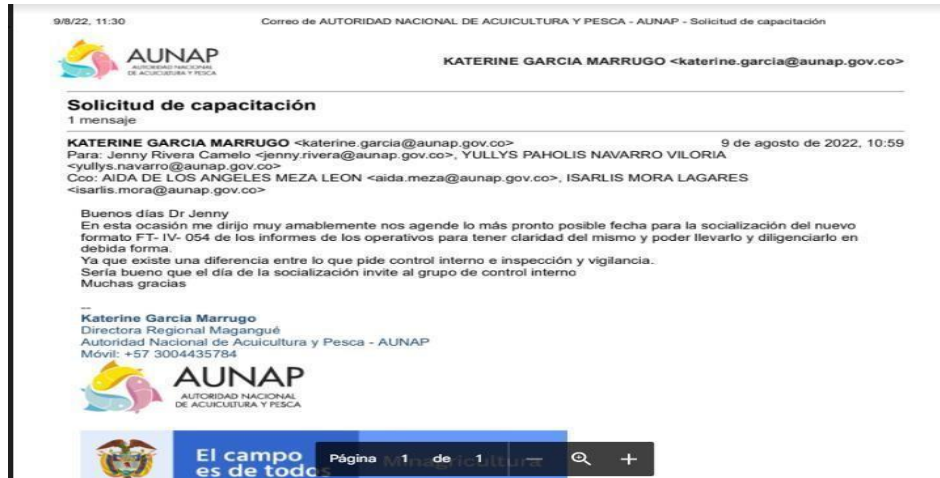 9/8/22, 11:30
Correo de AUTORIDAD NACIONAL DE ACUICULTURA Y PESCA - AUNAP - Solicitud de capacitación
AUNAP
AUTORIDAD NACIONAL
DE ACUICULTURA Y PESCA
KATERINE GARCIA MARRUGO <katerine.garcia@aunap.gov.co>
Solicitud de capacitación
1 mensaje
KATERINE GARCIA MARRUGO <katerine.garcia@aunap.gov.co>
9 de agosto de 2022, 10:59
Para: Jenny Rivera Camelo <jenny.rivera@aunap.gov.co>, YULLYS PAHOLIS NAVARRO VILORIA
<yullys.navarro@aunap.gov.co>
Cco: AIDA DE LOS ANGELES MEZA LEON <aida.meza@aunap.gov.co>, ISARLIS MORA LAGARES
<isarlis.mora@aunap.gov.co>
Buenos días Dr Jenny
En esta ocasión me dirijo muy amablemente nos agende lo más pronto posible fecha para la socialización del nuevo
formato FT- IV- 054 de los informes de los operativos para tener claridad del mismo y poder llevarlo y diligenciarlo en
debida forma.
Ya que existe una diferencia entre lo que pide control interno e inspección y vigilancia.
Sería bueno que el día de la socialización invite al grupo de control interno
Muchas gracias
--
Katerine Garcia Marrugo
Directora Regional Magangué
Autoridad Nacional de Acuicultura y Pesca - AUNAP
Móvil: +57 3004435784
AUNAP
AUTORIDAD NACIONAL
DE ACUICULTURA Y PESCA
El campo
es de todos
Minagricultura
Página 1 de 1